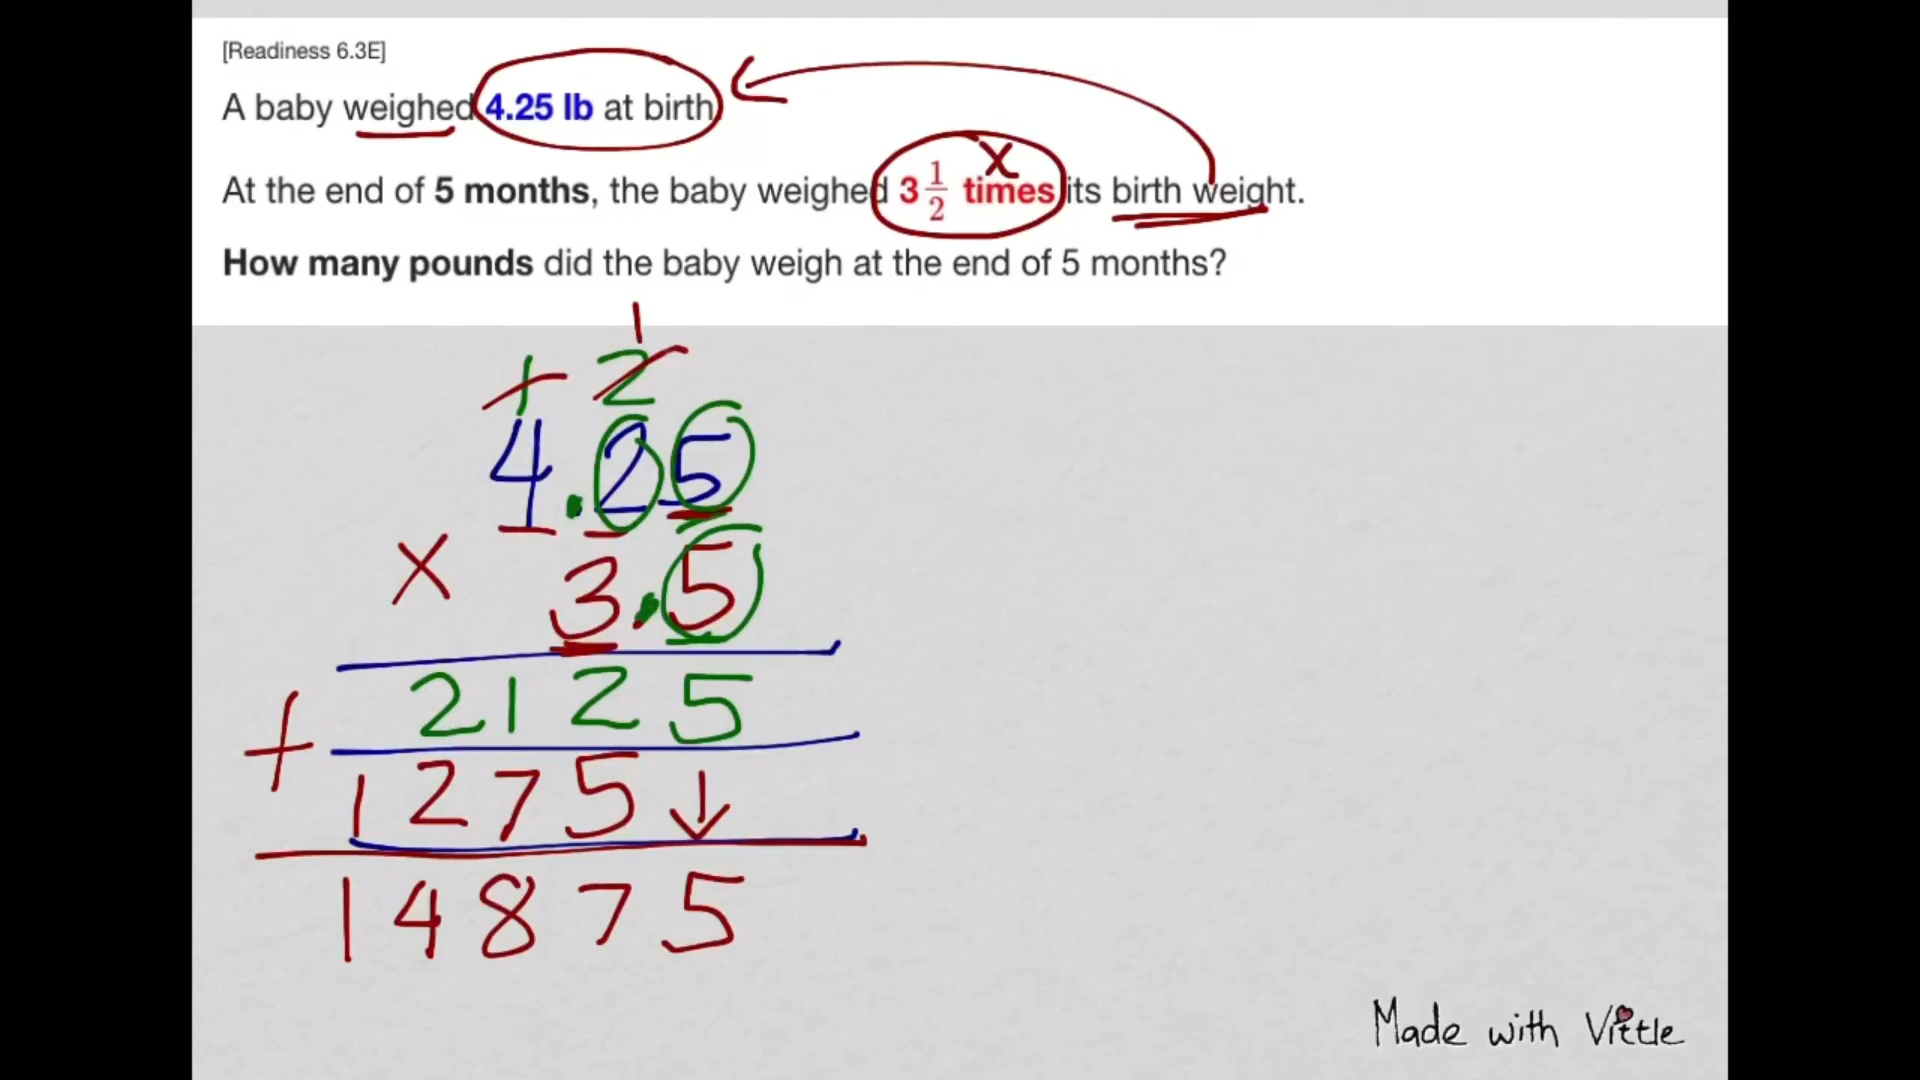 [Readiness 6.3E]
A baby weighed 4.25 lb at birth.
At the end of 5 months, the baby weighed 3 1/2 times its birth weight.
x
How many pounds did the baby weigh at the end of 5 months?
1
1 2
4.25
x 3.5
2125
+ 1275↓
14875
Made with Vittle